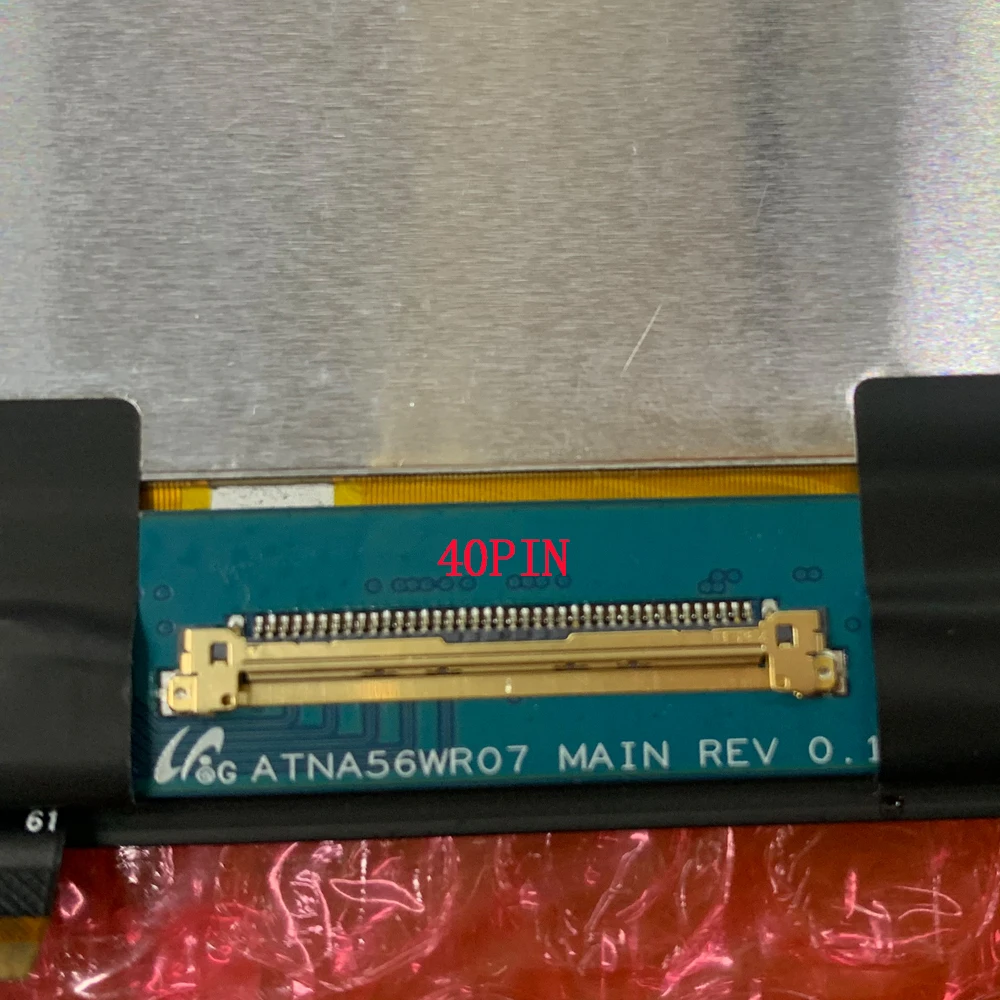 40PIN
ATNA56WR07 MAIN REV 0.1
61